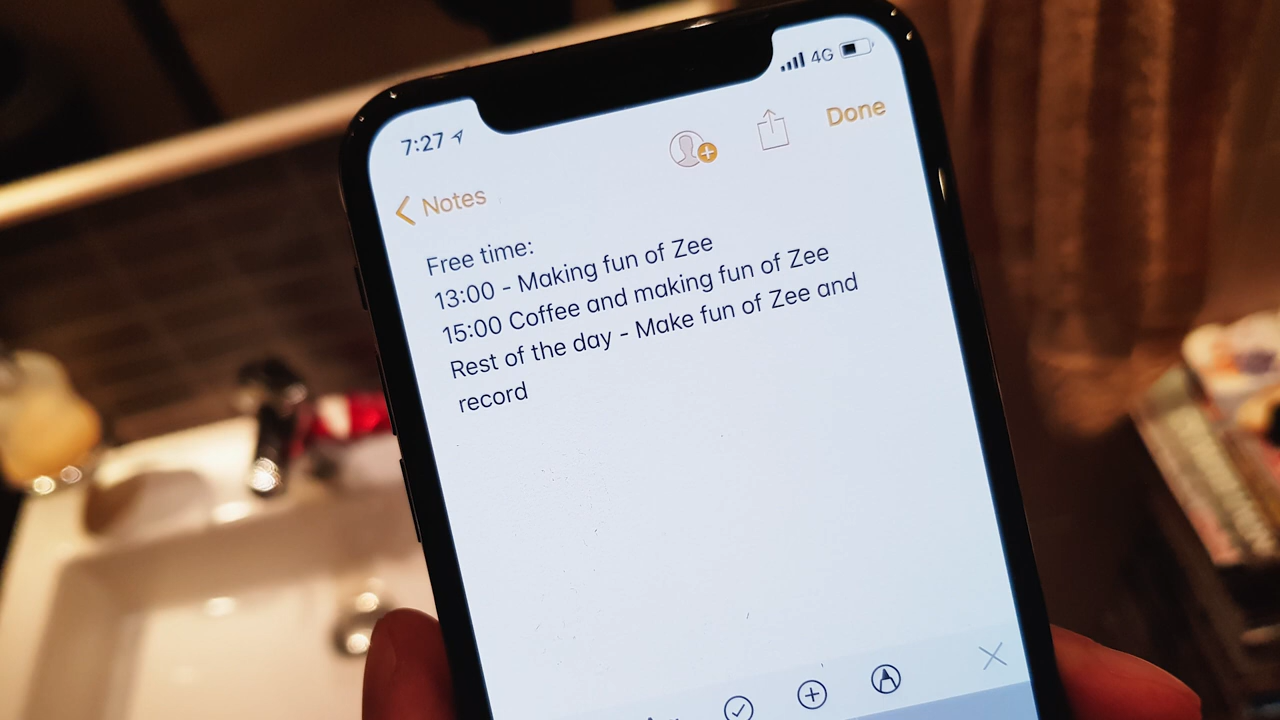 7:27 4G
Done
Notes
Free time:
13:00 - Making fun of Zee
15:00 Coffee and making fun of Zee
Rest of the day - Make fun of Zee and
record